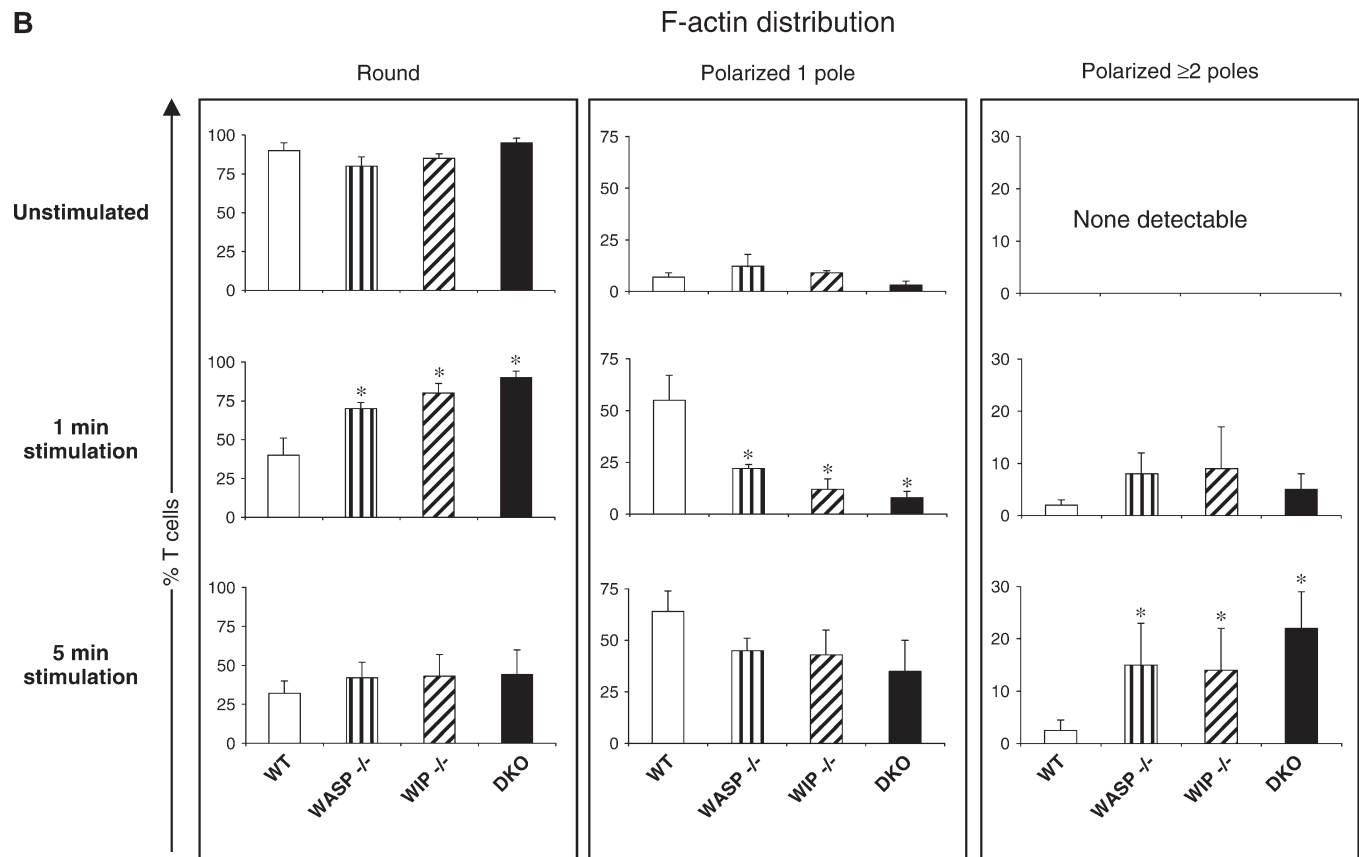 B
F-actin distribution
Round
Polarized 1 pole
Polarized ≥2 poles
% T cells
Unstimulated
100
75
50
25
0
75
50
25
0
30
20
10
0
None detectable
1 min
stimulation
100
75
50
25
0
*
*
*
75
50
25
0
*
*
*
30
20
10
0
5 min
stimulation
100
75
50
25
0
75
50
25
0
30
20
10
0
*
*
*
WT
WASP -/-
WIP -/-
DKO
WT
WASP -/-
WIP -/-
DKO
WT
WASP -/-
WIP -/-
DKO